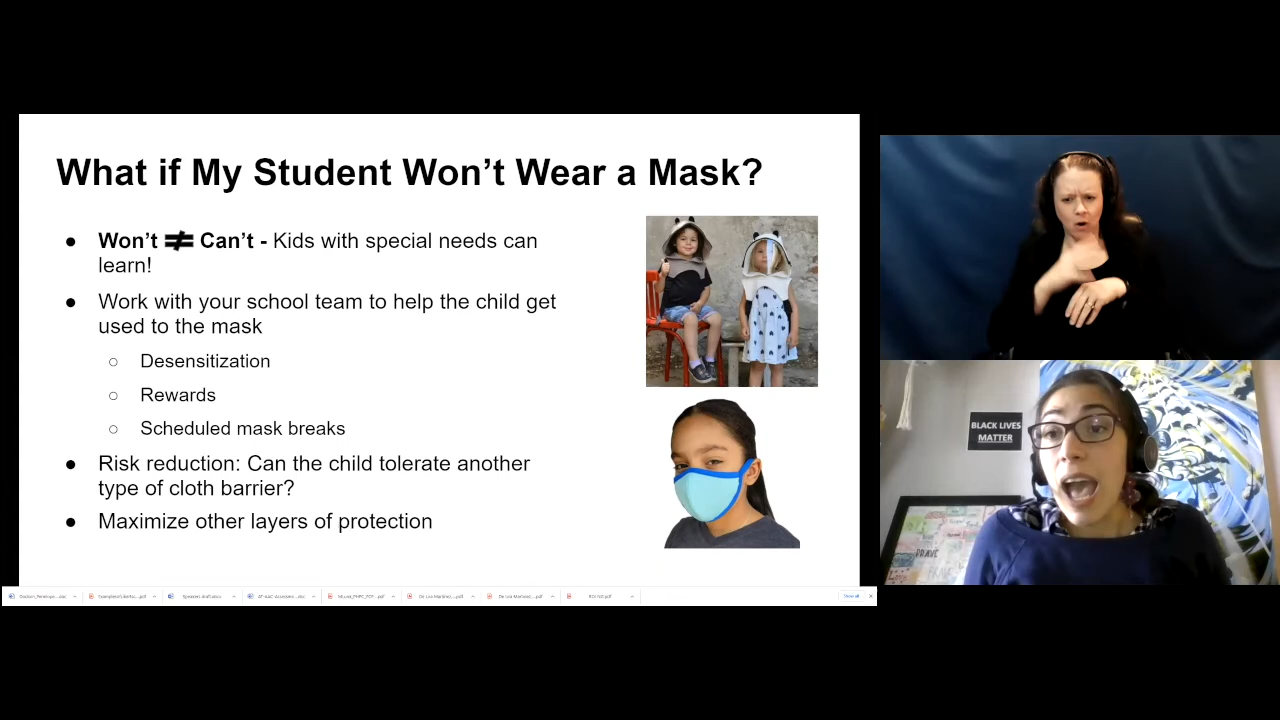 What if My Student Won't Wear a Mask?
● Won't ≠ Can't - Kids with special needs can
learn!
● Work with your school team to help the child get
used to the mask
○ Desensitization
○ Rewards
○ Scheduled mask breaks
● Risk reduction: Can the child tolerate another
type of cloth barrier?
● Maximize other layers of protection
BLACK LIVES
MATTER
Show all